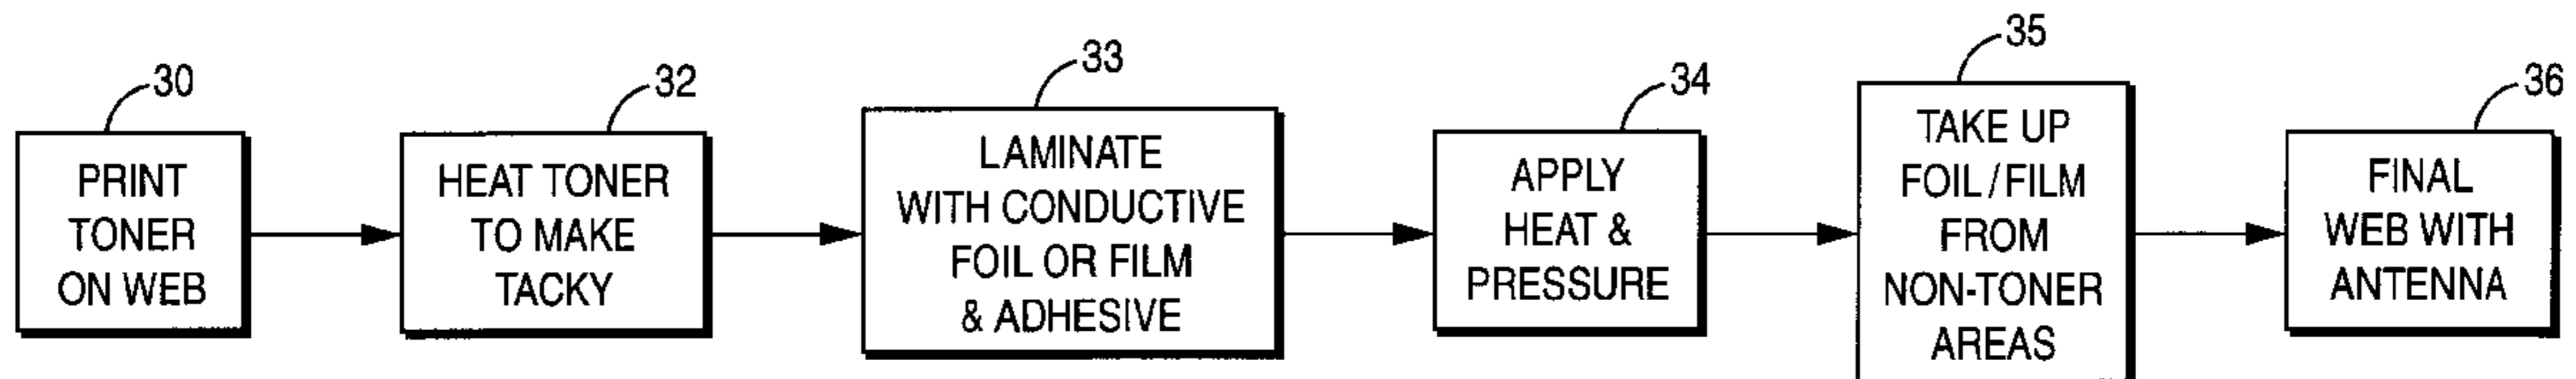 30
PRINT
TONER
ON WEB
32
HEAT TONER
TO MAKE
TACKY
33
LAMINATE
WITH CONDUCTIVE
FOIL OR FILM
& ADHESIVE
34
APPLY
HEAT &
PRESSURE
35
TAKE UP
FOIL/FILM
FROM
NON-TONER
AREAS
36
FINAL
WEB WITH
ANTENNA